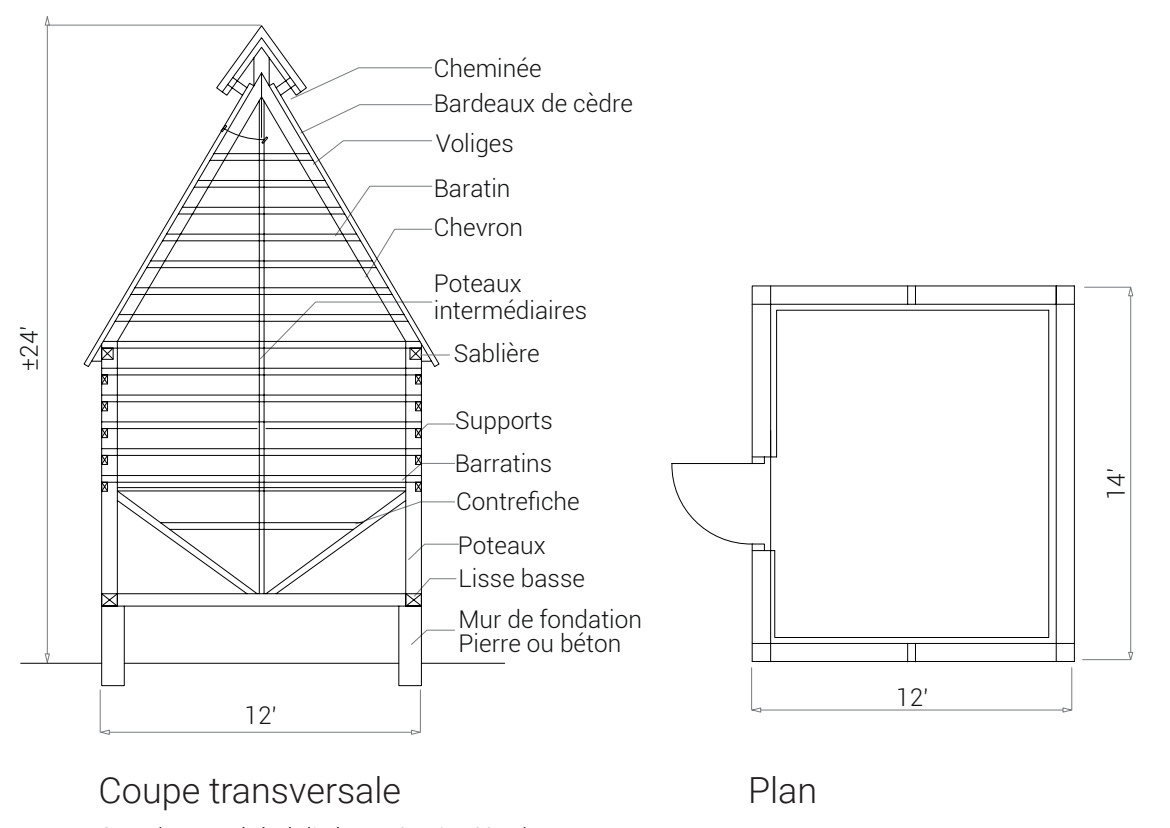 Cheminée
Bardeaux de cèdre
Voliges
Baratin
Chevron
Poteaux
intermédiaires
Sablière
Supports
Barratins
Contrefiche
Poteaux
Lisse basse
Mur de fondation
Pierre ou béton
±24'
12'
14'
12'
Coupe transversale
Plan